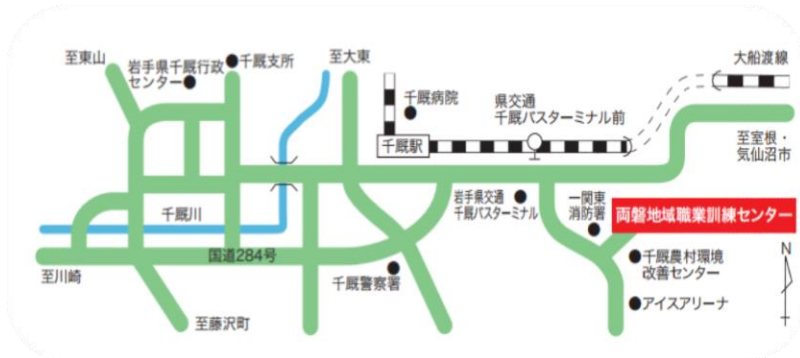 至東山
岩手県千厩行政
センター●
●千厩支所
至大東
大船渡線
千厩病院
県交通
千厩バスターミナル前
千厩駅
至室根・
気仙沼市
岩手県交通
千厩バスターミナル
一関東
消防署
両磐地域職業訓練センター
千厩川
国道284号
至川崎
千厩警察署
●千厩農村環境
改善センター
N
●アイスアリーナ
至藤沢町